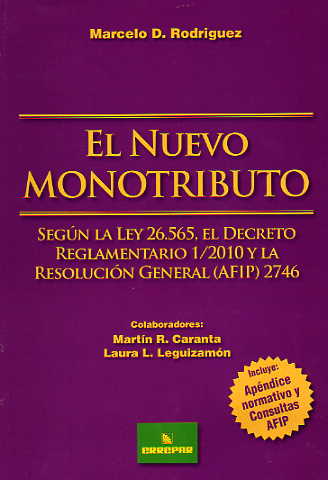 Marcelo D. Rodriguez
EL NUEVO
MONOTRIBUTO
SEGÚN LA LEY 26.565, EL DECRETO
REGLAMENTARIO 1/2010 Y LA
RESOLUCIÓN GENERAL (AFIP) 2746
Colaboradores:
Martín R. Caranta
Laura L. Leguizamón
Incluye:
Apéndice
normativo y
Consultas
AFIP
ERREPAR